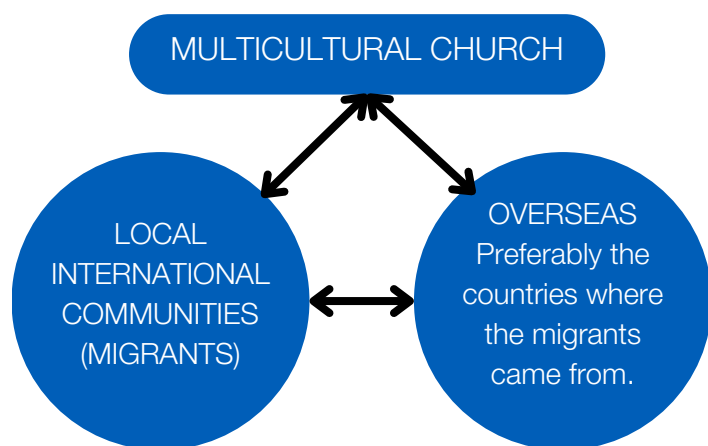 MULTICULTURAL CHURCH
LOCAL
INTERNATIONAL
COMMUNITIES
(MIGRANTS)
OVERSEAS
Preferably the
countries where
the migrants
came from.